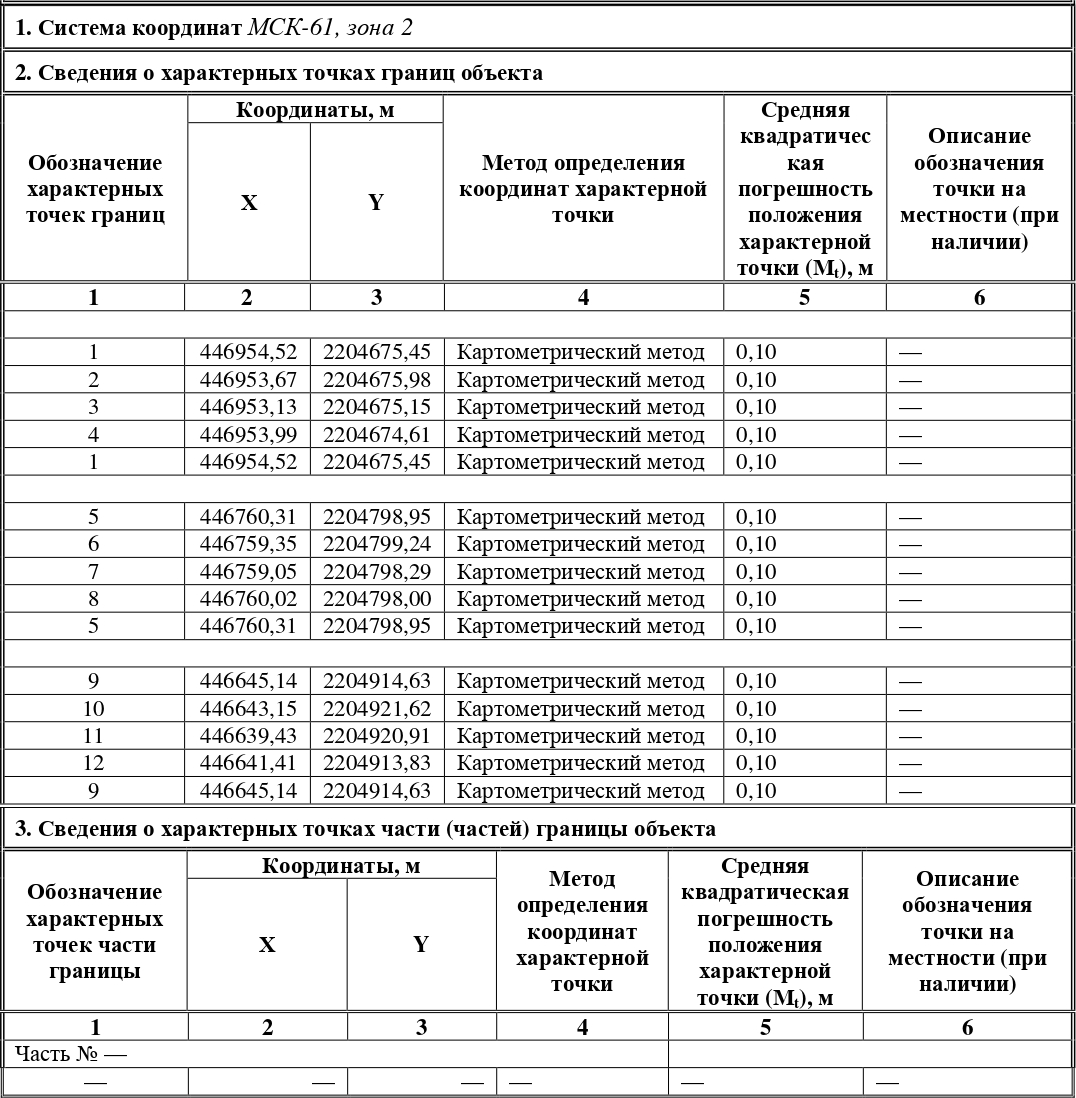 1. Система координат МСК-61, зона 2
2. Сведения о характерных точках границ объекта
Обозначение характерных точек границ
Координаты, м
X
Y
Метод определения координат характерной точки
Средняя квадратичес кая погрешность положения характерной точки (Mt), м
Описание обозначения точки на местности (при наличии)
1 2 3 4 5 6
1 446954,52 2204675,45 Картометрический метод 0,10 —
2 446953,67 2204675,98 Картометрический метод 0,10 —
3 446953,13 2204675,15 Картометрический метод 0,10 —
4 446953,99 2204674,61 Картометрический метод 0,10 —
1 446954,52 2204675,45 Картометрический метод 0,10 —
5 446760,31 2204798,95 Картометрический метод 0,10 —
6 446759,35 2204799,24 Картометрический метод 0,10 —
7 446759,05 2204798,29 Картометрический метод 0,10 —
8 446760,02 2204798,00 Картометрический метод 0,10 —
5 446760,31 2204798,95 Картометрический метод 0,10 —
9 446645,14 2204914,63 Картометрический метод 0,10 —
10 446643,15 2204921,62 Картометрический метод 0,10 —
11 446639,43 2204920,91 Картометрический метод 0,10 —
12 446641,41 2204913,83 Картометрический метод 0,10 —
9 446645,14 2204914,63 Картометрический метод 0,10 —
3. Сведения о характерных точках части (частей) границы объекта
Обозначение характерных точек части границы
Координаты, м
X
Y
Метод определения координат характерной точки
Средняя квадратическая погрешность положения характерной точки (Mt), м
Описание обозначения точки на местности (при наличии)
1 2 3 4 5 6
Часть № —
— — — — — —